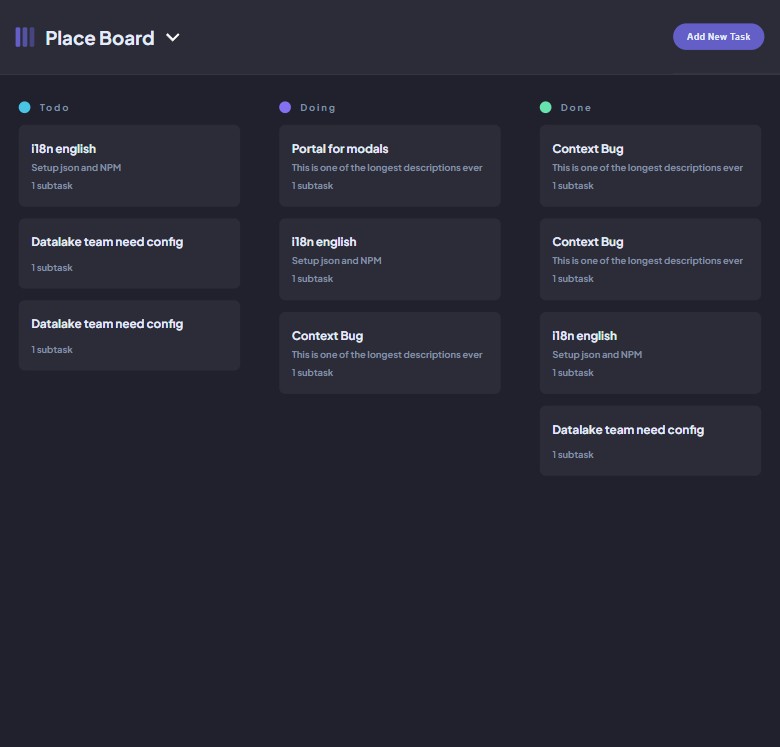 Place Board
Add New Task
Todo
i18n english
Setup json and NPM
1 subtask
Datalake team need config
1 subtask
Datalake team need config
1 subtask
Doing
Portal for modals
This is one of the longest descriptions ever
1 subtask
i18n english
Setup json and NPM
1 subtask
Context Bug
This is one of the longest descriptions ever
1 subtask
Done
Context Bug
This is one of the longest descriptions ever
1 subtask
Context Bug
This is one of the longest descriptions ever
1 subtask
i18n english
Setup json and NPM
1 subtask
Datalake team need config
1 subtask